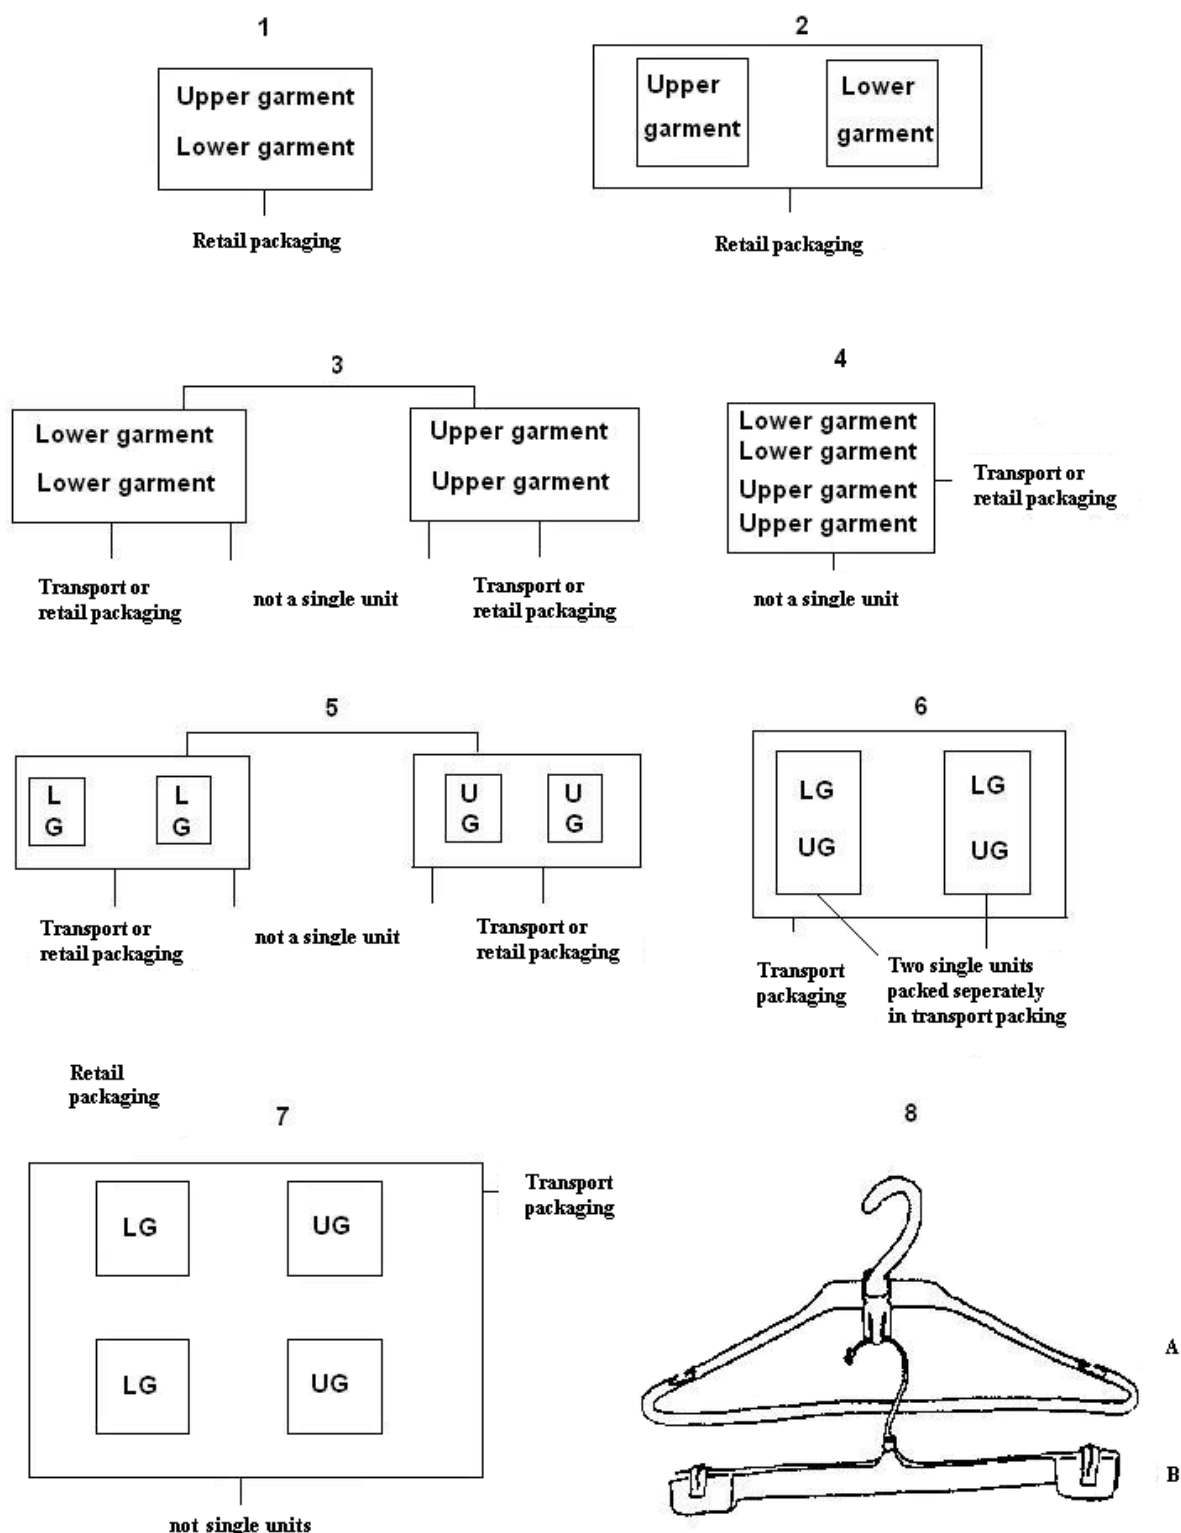 1
Upper garment
Lower garment
Retail packaging
2
Upper
garment
Lower
garment
Retail packaging
3
Lower garment
Lower garment
Upper garment
Upper garment
Transport or
retail packaging
not a single unit
Transport or
retail packaging
4
Lower garment
Lower garment
Upper garment
Upper garment
Transport or
retail packaging
not a single unit
5
L
G
L
G
U
G
U
G
Transport or
retail packaging
not a single unit
Transport or
retail packaging
6
LG
UG
LG
UG
Transport
packaging
Two single units
packed seperately
in transport packing
Retail
packaging
7
LG
UG
LG
UG
Transport
packaging
not single units
8
A
B